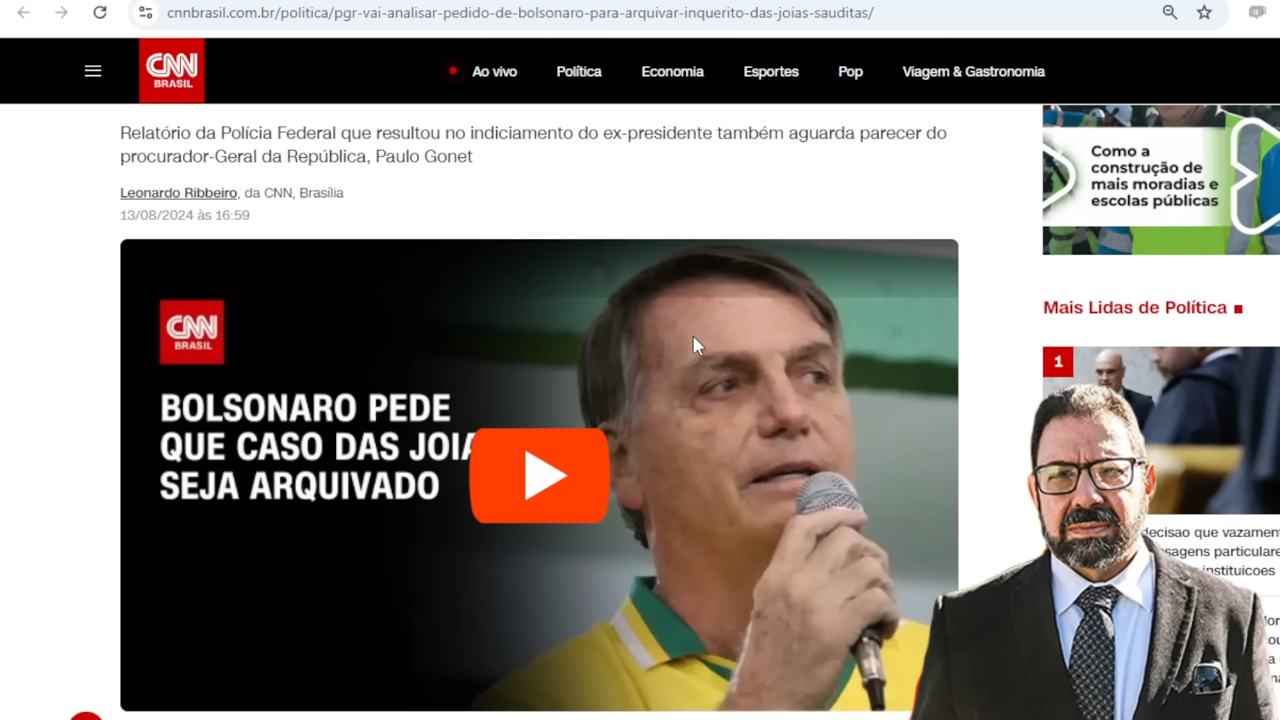 cnnbrasil.com.br/politica/pgr-vai-analisar-pedido-de-bolsonaro-para-arquivar-inquerito-das-joias-sauditas/
CNN
BRASIL
Ao vivo
Política
Economia
Esportes
Pop
Viagem & Gastronomia
Relatório da Polícia Federal que resultou no indiciamento do ex-presidente também aguarda parecer do
procurador-Geral da República, Paulo Gonet
Leonardo Ribbeiro, da CNN, Brasília
13/08/2024 às 16:59
CNN
BRASIL
BOLSONARO PEDE
QUE CASO DAS JOIA
SEJA ARQUIVADO
Como a
construção de
mais moradias e
escolas públicas
Mais Lidas de Política
1
que
instituicoes